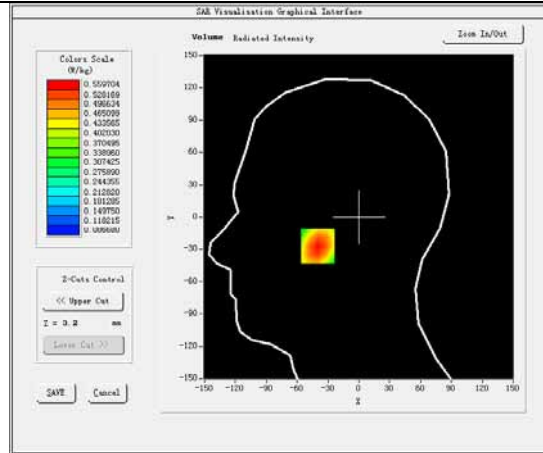 SAR Visualisation Graphical Interface
Volume Radiated Intensity
Zoom In/Out
Colors Scale
(W/kg)
0.559704
0.528169
0.496634
0.465099
0.433565
0.402030
0.370495
0.338960
0.307425
0.275890
0.244355
0.212820
0.181285
0.149750
0.118215
0.086680
Z-Cuts Control
<< Upper Cut
Z = 3.2 mm
Lower Cut >>
SAVE Cancel
150
120
90
60
30
0
-30
-60
-90
-120
-150
Y
-150 -120 -90 -60 -30 0 30 60 90 120 150
X